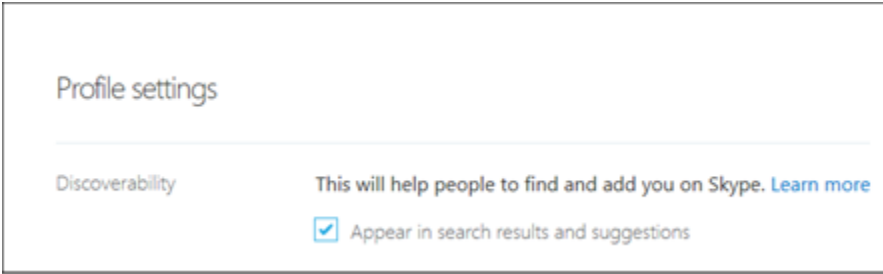 Profile settings
Discoverability
This will help people to find and add you on Skype. Learn more
Appear in search results and suggestions